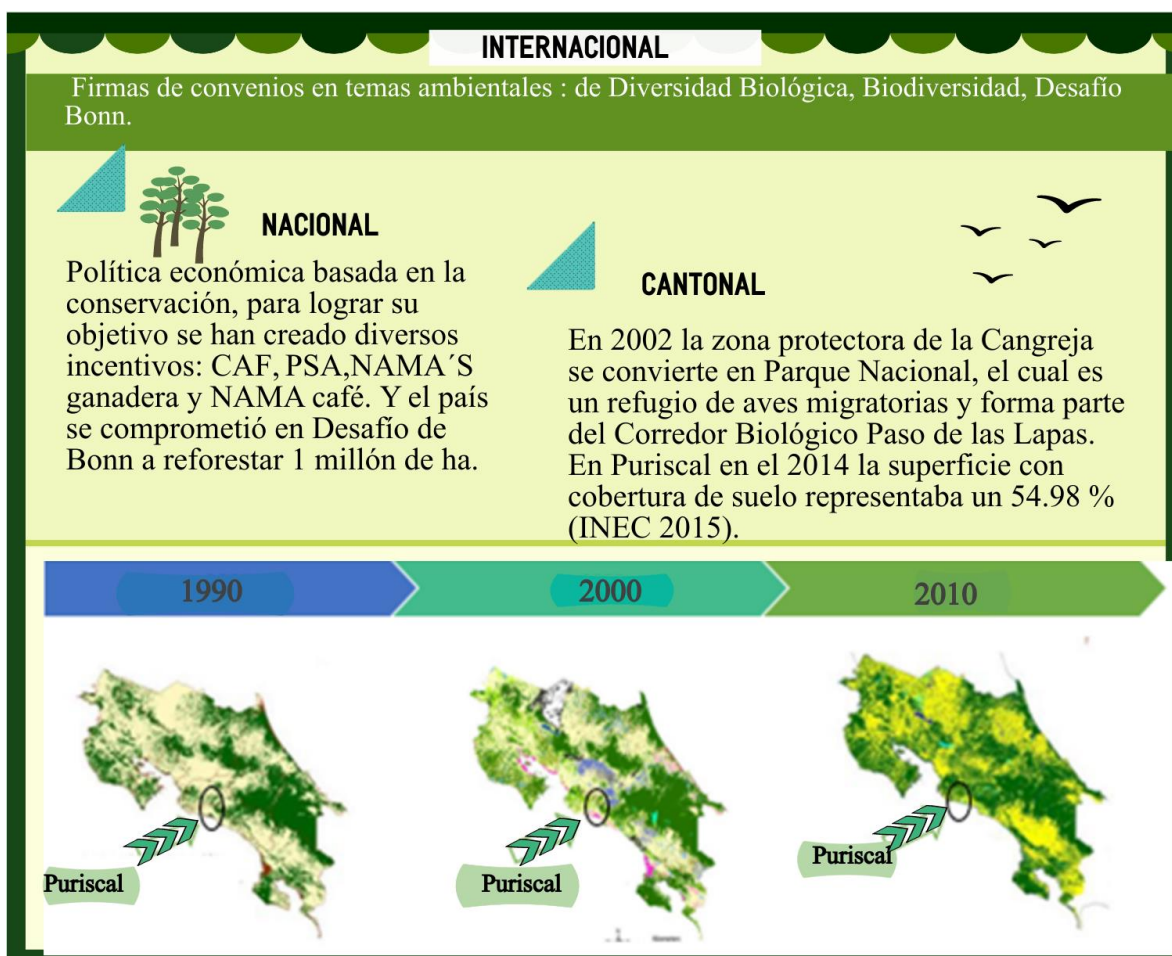 INTERNACIONAL
Firmas de convenios en temas ambientales : de Diversidad Biológica, Biodiversidad, Desafío
Bonn.
NACIONAL
Política económica basada en la
conservación, para lograr su
objetivo se han creado diversos
incentivos: CAF, PSA,NAMA´S
ganadera y NAMA café. Y el país
se comprometió en Desafío de
Bonn a reforestar 1 millón de ha.
CANTONAL
En 2002 la zona protectora de la Cangreja
se convierte en Parque Nacional, el cual es
un refugio de aves migratorias y forma parte
del Corredor Biológico Paso de las Lapas.
En Puriscal en el 2014 la superficie con
cobertura de suelo representaba un 54.98 %
(INEC 2015).
1990
2000
2010
Puriscal
Puriscal
Puriscal